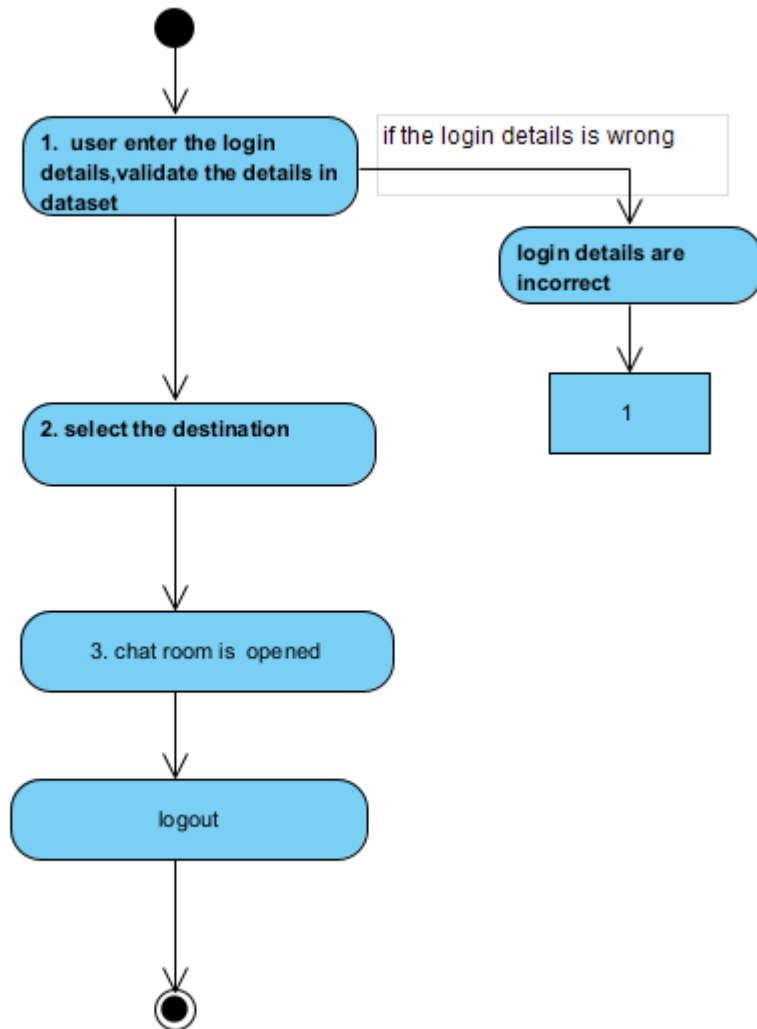 1.  user enter the login
details,validate the details in
dataset
if the login details is wrong
login details are
incorrect
1
2. select the destination
3. chat room is  opened
logout